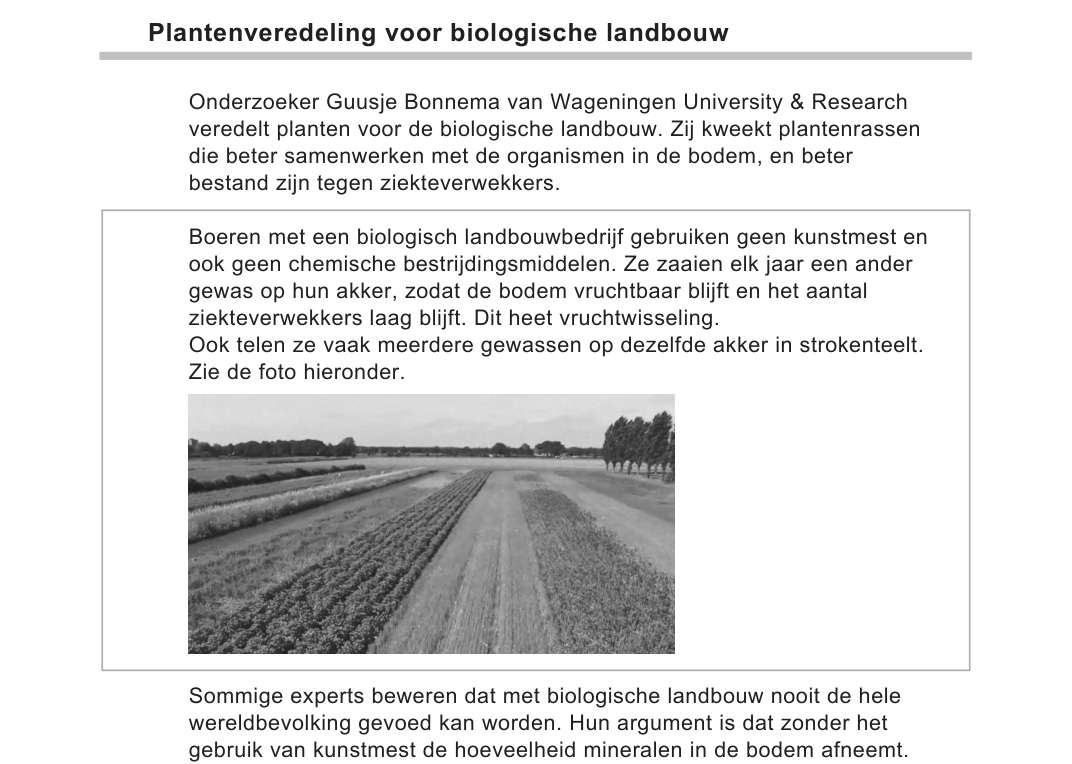 Plantenveredeling voor biologische landbouw
Onderzoeker Guusje Bonnema van Wageningen University & Research
veredelt planten voor de biologische landbouw. Zij kweekt plantenrassen
die beter samenwerken met de organismen in de bodem, en beter
bestand zijn tegen ziekteverwekkers.
Boeren met een biologisch landbouwbedrijf gebruiken geen kunstmest en
ook geen chemische bestrijdingsmiddelen. Ze zaaien elk jaar een ander
gewas op hun akker, zodat de bodem vruchtbaar blijft en het aantal
ziekteverwekkers laag blijft. Dit heet vruchtwisseling.
Ook telen ze vaak meerdere gewassen op dezelfde akker in strokenteelt.
Zie de foto hieronder.
Sommige experts beweren dat met biologische landbouw nooit de hele
wereldbevolking gevoed kan worden. Hun argument is dat zonder het
gebruik van kunstmest de hoeveelheid mineralen in de bodem afneemt.